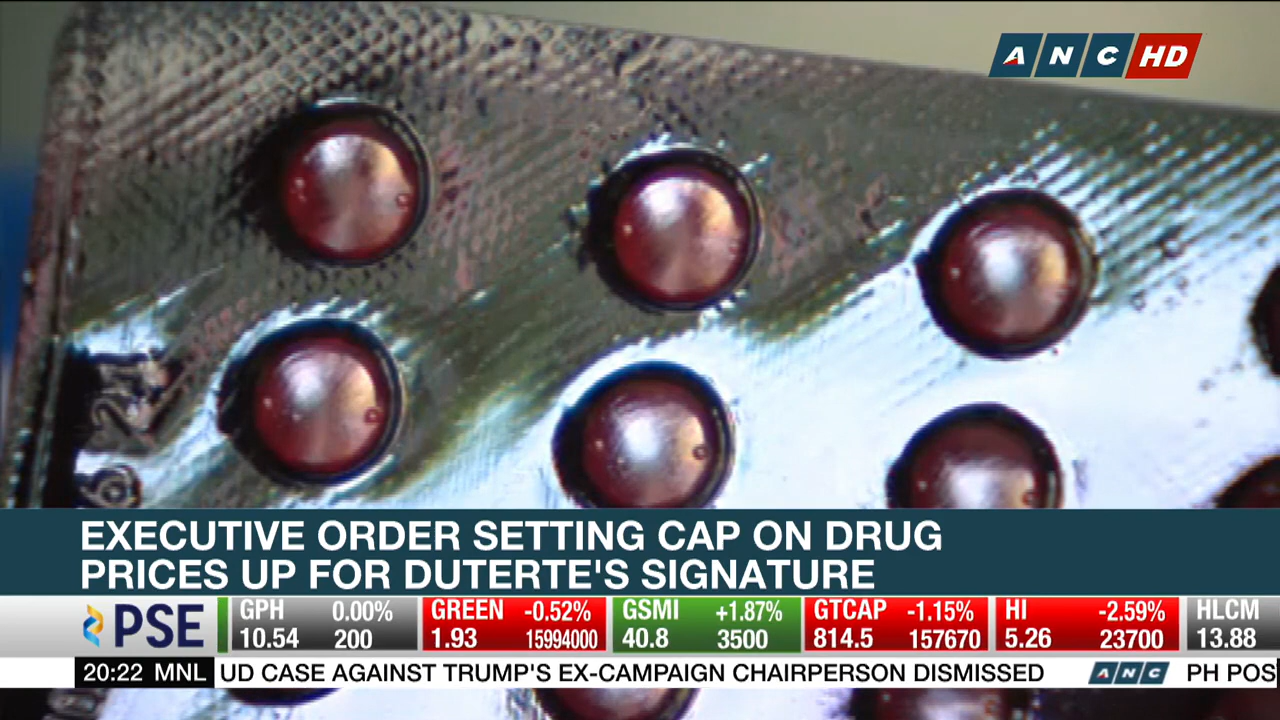 ANC HD
EXECUTIVE ORDER SETTING CAP ON DRUG
PRICES UP FOR DUTERTE'S SIGNATURE
PSE
GPH 0.00%
10.54 200
GREEN -0.52%
1.93 15994000
GSMI +1.87%
40.8 3500
GTCAP -1.15%
814.5 157670
HI -2.59%
5.26 23700
HLCM
13.88
20:22 MNL UD CASE AGAINST TRUMP'S EX-CAMPAIGN CHAIRPERSON DISMISSED ANC PH POS